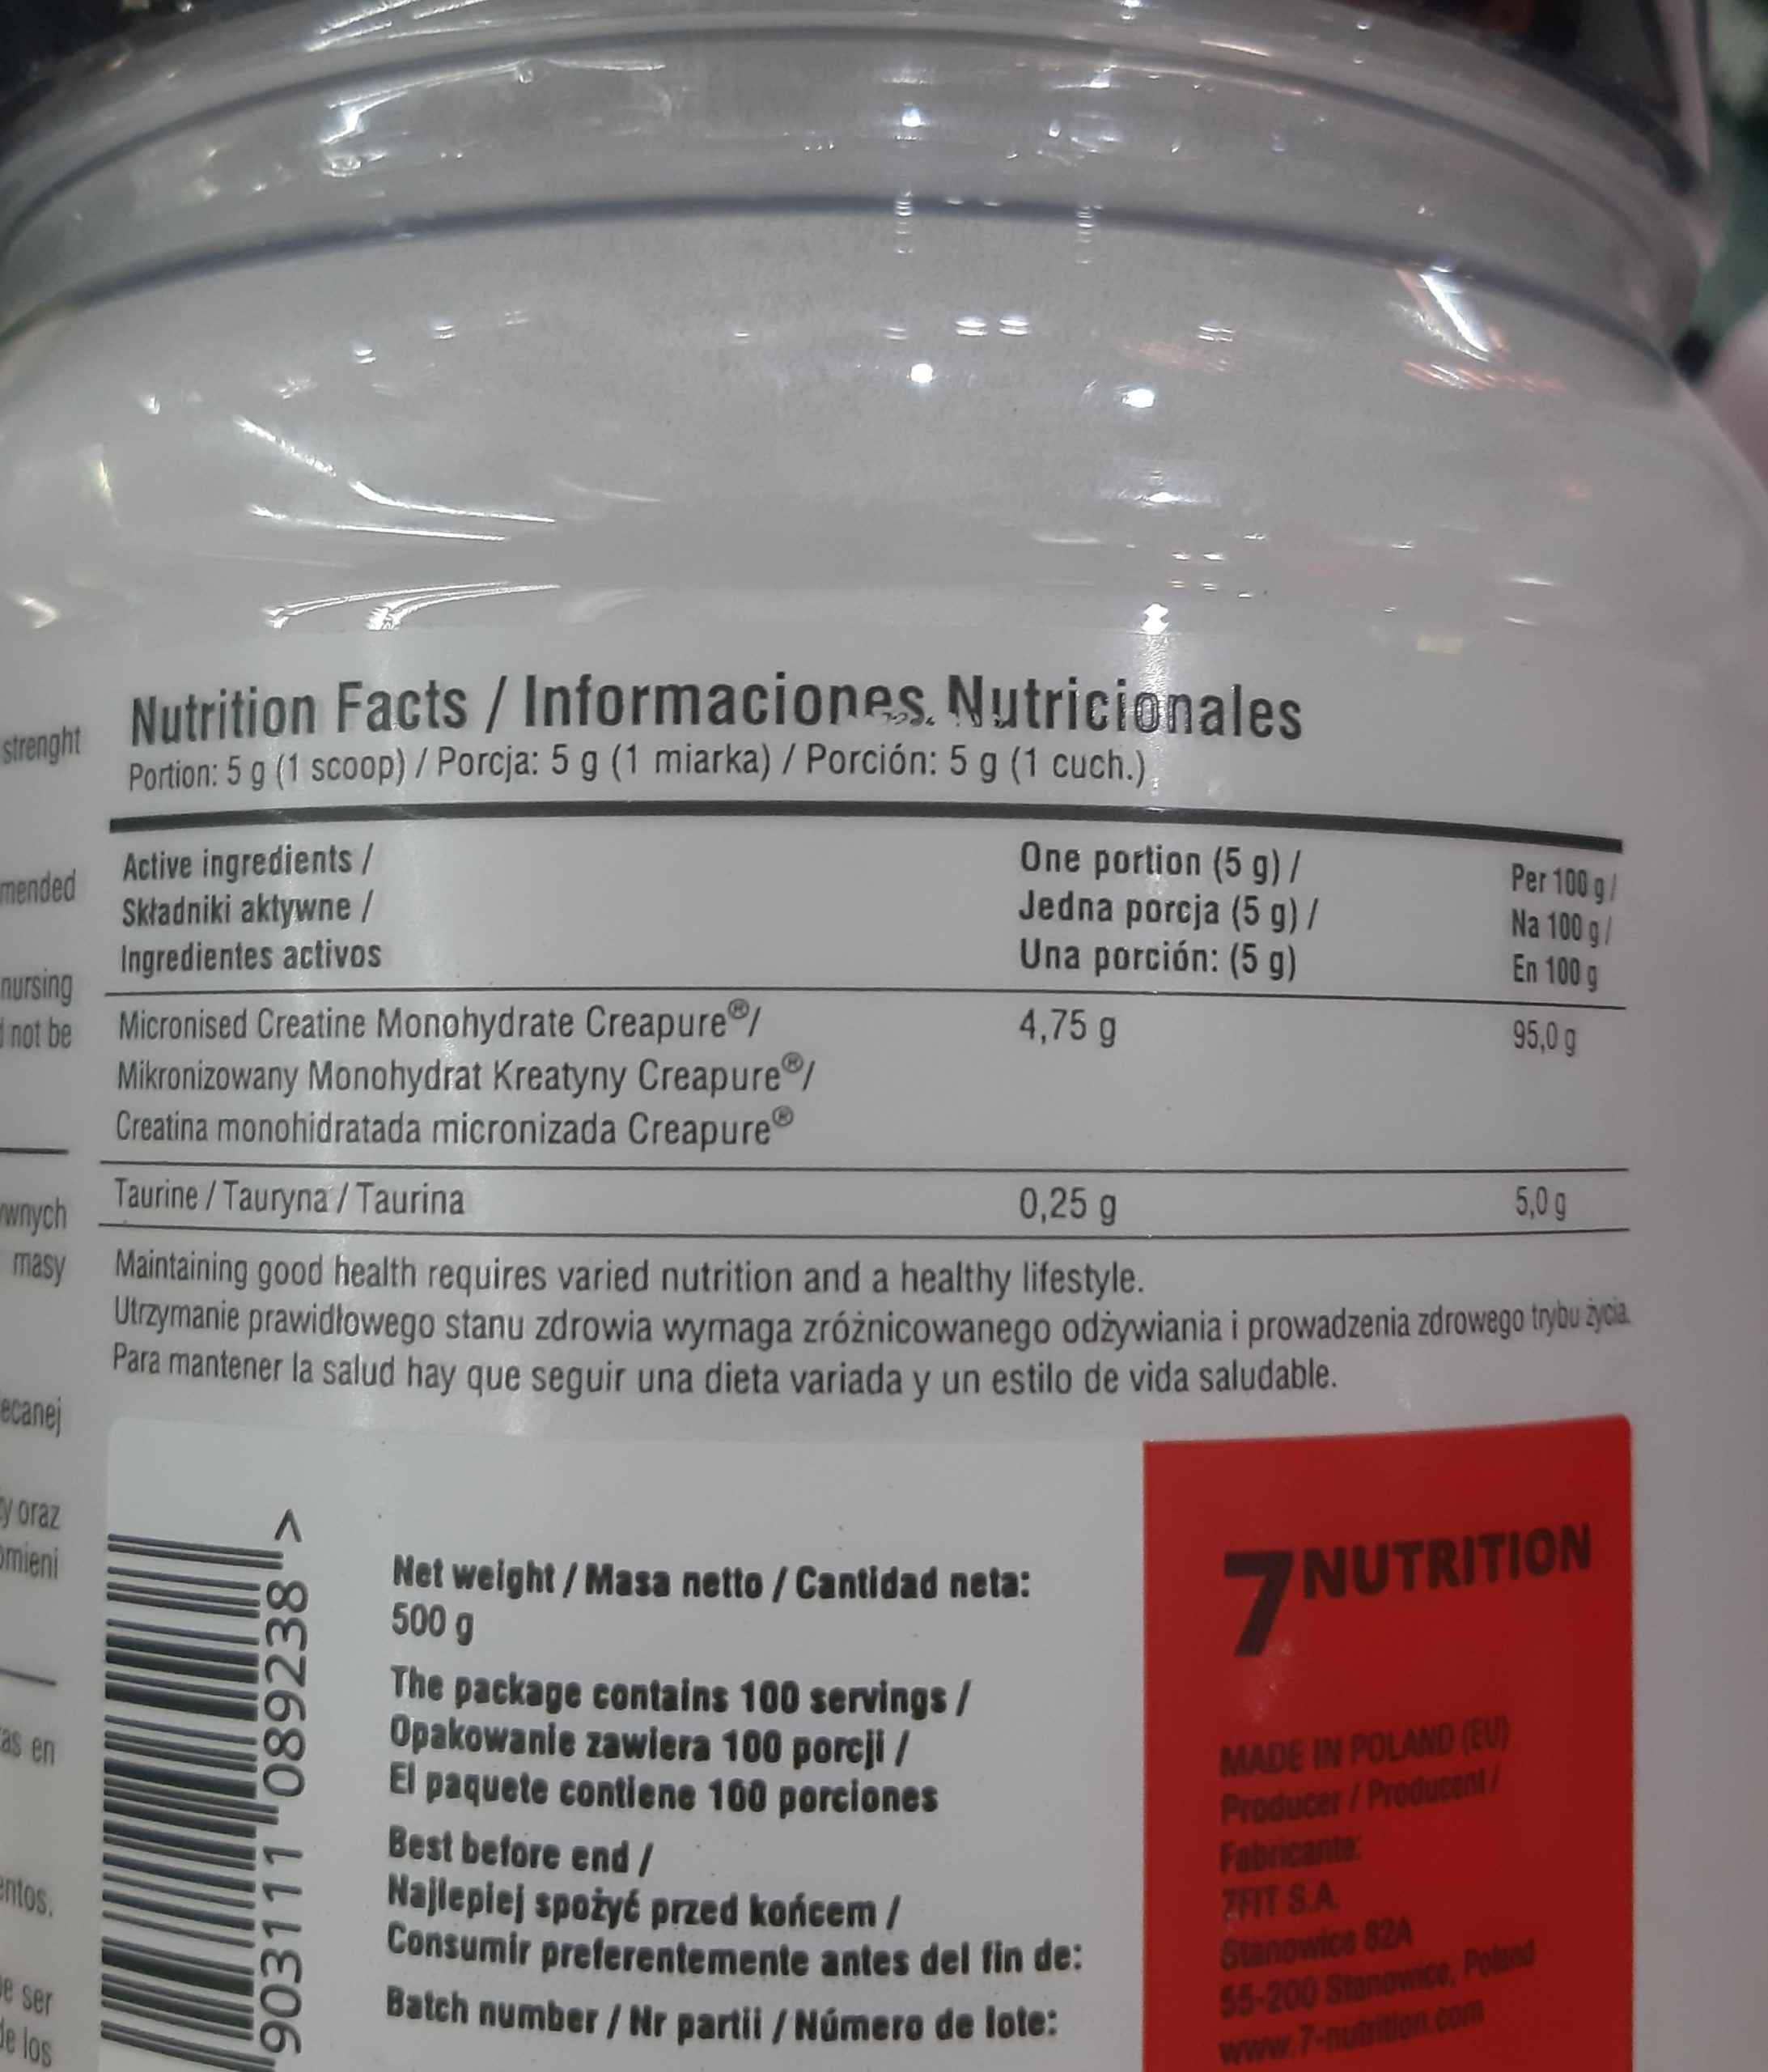 strenght
mended
nursing
not be
wnych
masy
ecanej
y oraz
omieni
as en
entos.
e ser
de los
Nutrition Facts / Informaciones Nutricionales
Portion: 5 g (1 scoop) / Porcja: 5 g (1 miarka) / Porción: 5 g (1 cuch.)
Active ingredients /
Składniki aktywne /
Ingredientes activos
One portion (5 g) /
Jedna porcja (5 g) /
Una porción: (5 g)
Per 100 g /
Na 100 g /
En 100 g
Micronised Creatine Monohydrate Creapure®/ 4,75 g 95,0 g
Mikronizowany Monohydrat Kreatyny Creapure®/
Creatina monohidratada micronizada Creapure®
Taurine / Tauryna / Taurina 0,25 g 5,0 g
Maintaining good health requires varied nutrition and a healthy lifestyle.
Utrzymanie prawidłowego stanu zdrowia wymaga zróżnicowanego odżywiania i prowadzenia zdrowego trybu życia.
Para mantener la salud hay que seguir una dieta variada y un estilo de vida saludable.
903111 089238 >
Net weight / Masa netto / Cantidad neta:
500 g
The package contains 100 servings /
Opakowanie zawiera 100 porcji /
El paquete contiene 100 porciones
Best before end /
Najlepiej spożyć przed końcem /
Consumir preferentemente antes del fin de:
Batch number / Nr partii / Número de lote:
7NUTRITION
MADE IN POLAND (EU)
Producer / Producent /
Fabricante:
7FIT S.A.
Stanowice 82A
55-200 Stanowice, Poland
www.7-nutrition.com